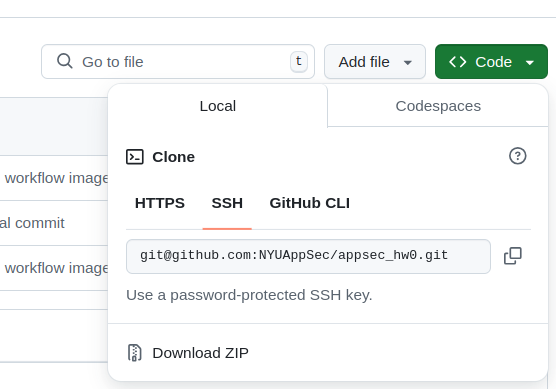 Go to file
t
Add file
Code
Local
Codespaces
Clone
workflow image
HTTPS
SSH
GitHub CLI
al commit
git@github.com:NYUAppSec/appsec_hw0.git
workflow image
Use a password-protected SSH key.
Download ZIP